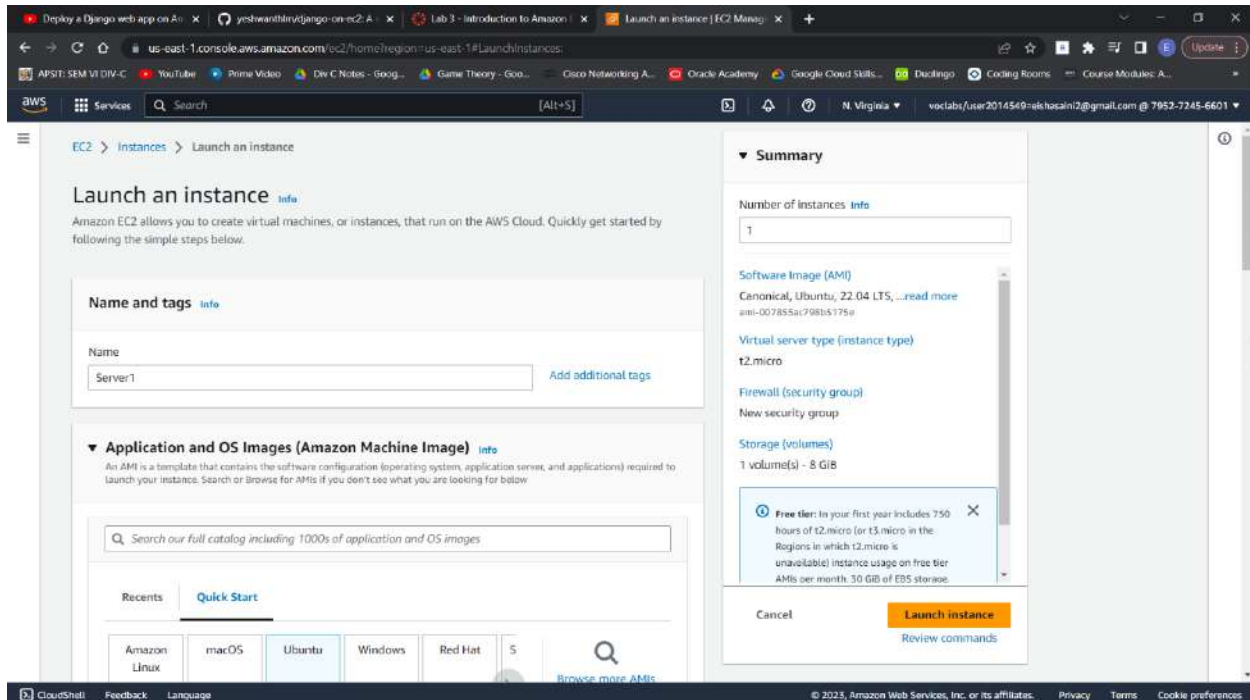 Deploy a Django web app on Am
yeshwanthlm/django-on-ec2: A
Lab 3 - Introduction to Amazon
Launch an instance | EC2 Manag
us-east-1.console.aws.amazon.com/ec2/home?region=us-east-1#LaunchInstances:
Update
APSIT: SEM VI DIV-C
YouTube
Prime Video
Div C Notes - Goog...
Game Theory - Goo...
Cisco Networking A...
Oracle Academy
Google Cloud Skills...
Duolingo
Coding Rooms
Course Modules: A...
aws
Services
Search
[Alt+S]
N. Virginia
voclabs/user2014549=eishasaini2@gmail.com @ 7952-7245-6601
EC2 > Instances > Launch an instance
Launch an instance Info
Amazon EC2 allows you to create virtual machines, or instances, that run on the AWS Cloud. Quickly get started by
following the simple steps below.
Name and tags Info
Name
Server1
Add additional tags
Application and OS Images (Amazon Machine Image) Info
An AMI is a template that contains the software configuration (operating system, application server, and applications) required to
launch your instance. Search or Browse for AMIs if you don't see what you are looking for below
Search our full catalog including 1000s of application and OS images
Recents
Quick Start
Amazon
Linux
macOS
Ubuntu
Windows
Red Hat
S
Browse more AMIs
Summary
Number of instances Info
1
Software Image (AMI)
Canonical, Ubuntu, 22.04 LTS, ...read more
ami-007855ac798b5175e
Virtual server type (instance type)
t2.micro
Firewall (security group)
New security group
Storage (volumes)
1 volume(s) - 8 GiB
Free tier: In your first year includes 750
hours of t2.micro (or t3.micro in the
Regions in which t2.micro is
unavailable) instance usage on free tier
AMIs per month, 30 GiB of EBS storage,
Cancel
Launch instance
Review commands
CloudShell
Feedback
Language
© 2023, Amazon Web Services, Inc. or its affiliates.
Privacy
Terms
Cookie preferences